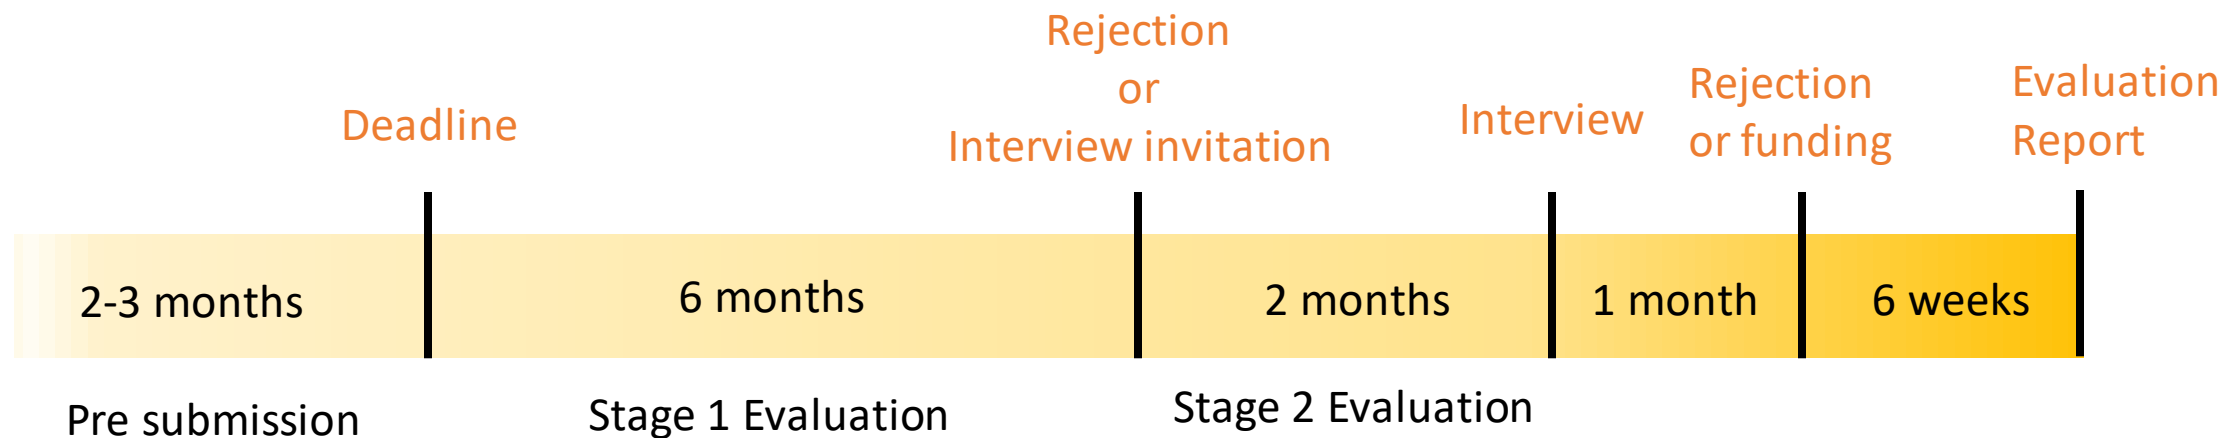 Deadline
Rejection
or
Interview invitation
Interview
Rejection
or funding
Evaluation
Report
2-3 months
6 months
2 months
1 month
6 weeks
Pre submission
Stage 1 Evaluation
Stage 2 Evaluation